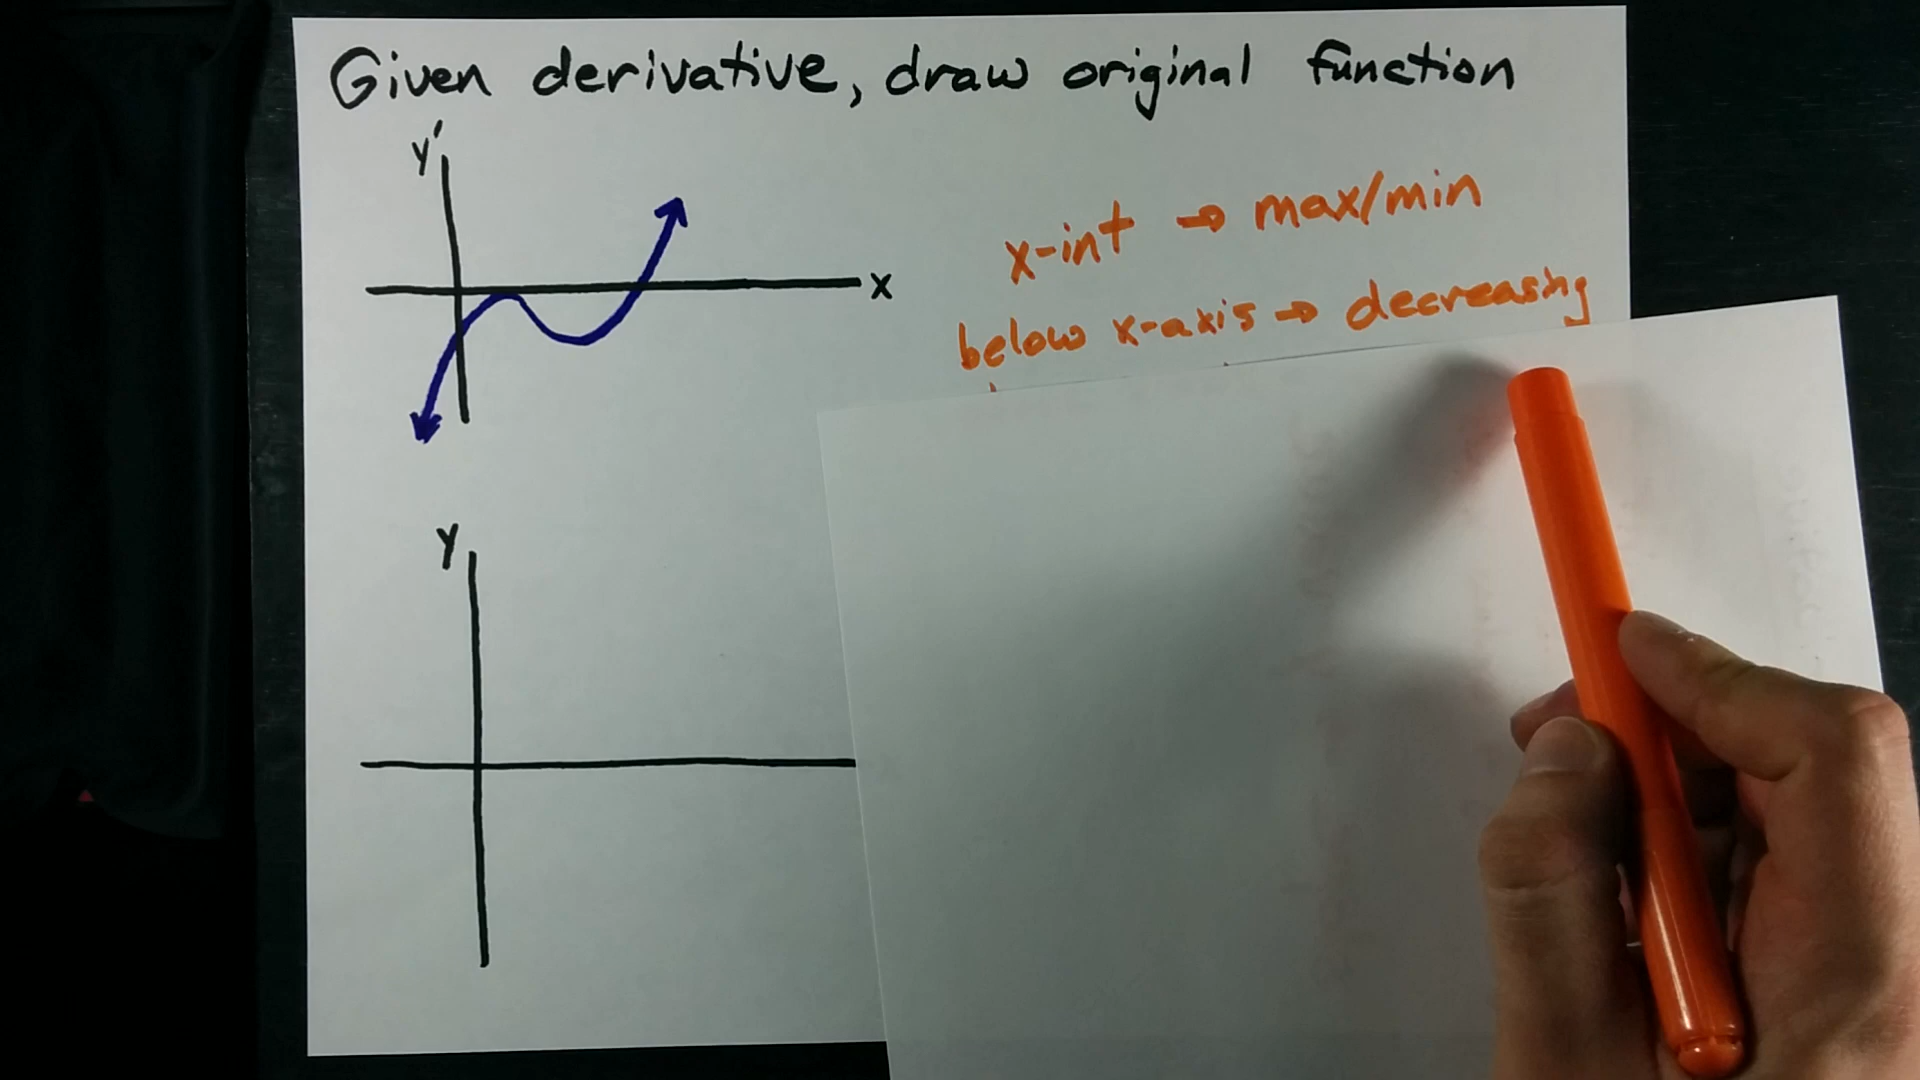 Given derivative, draw original function
y'
x-int → max/min
x
below x-axis → decreasing
y